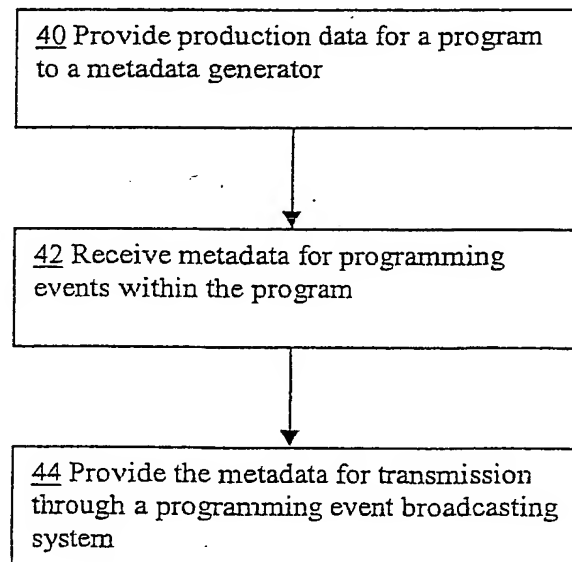 40 Provide production data for a program
to a metadata generator
42 Receive metadata for programming
events within the program
44 Provide the metadata for transmission
through a programming event broadcasting
system